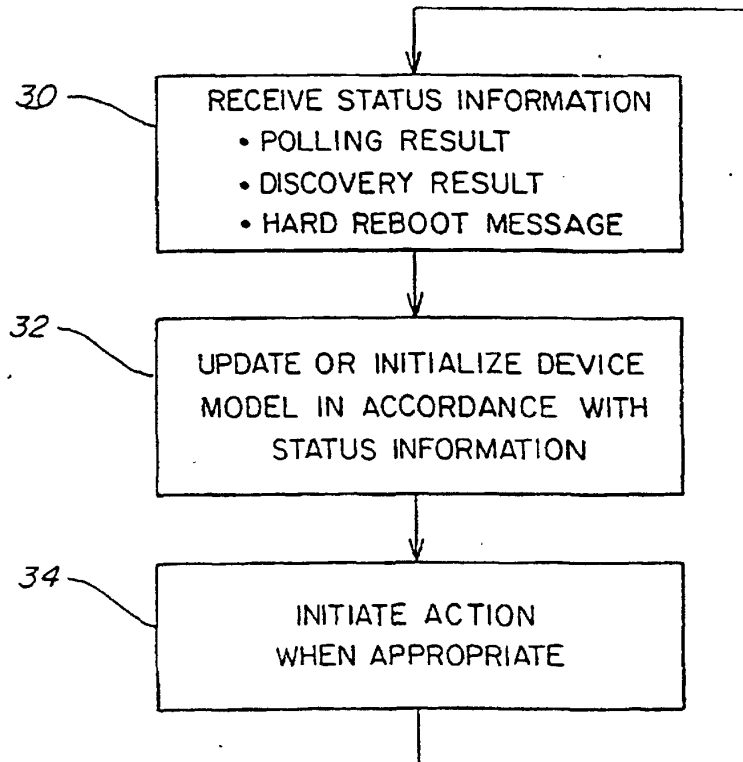 30
RECEIVE STATUS INFORMATION
• POLLING RESULT
• DISCOVERY RESULT
• HARD REBOOT MESSAGE
32
UPDATE OR INITIALIZE DEVICE
MODEL IN ACCORDANCE WITH
STATUS INFORMATION
34
INITIATE ACTION
WHEN APPROPRIATE